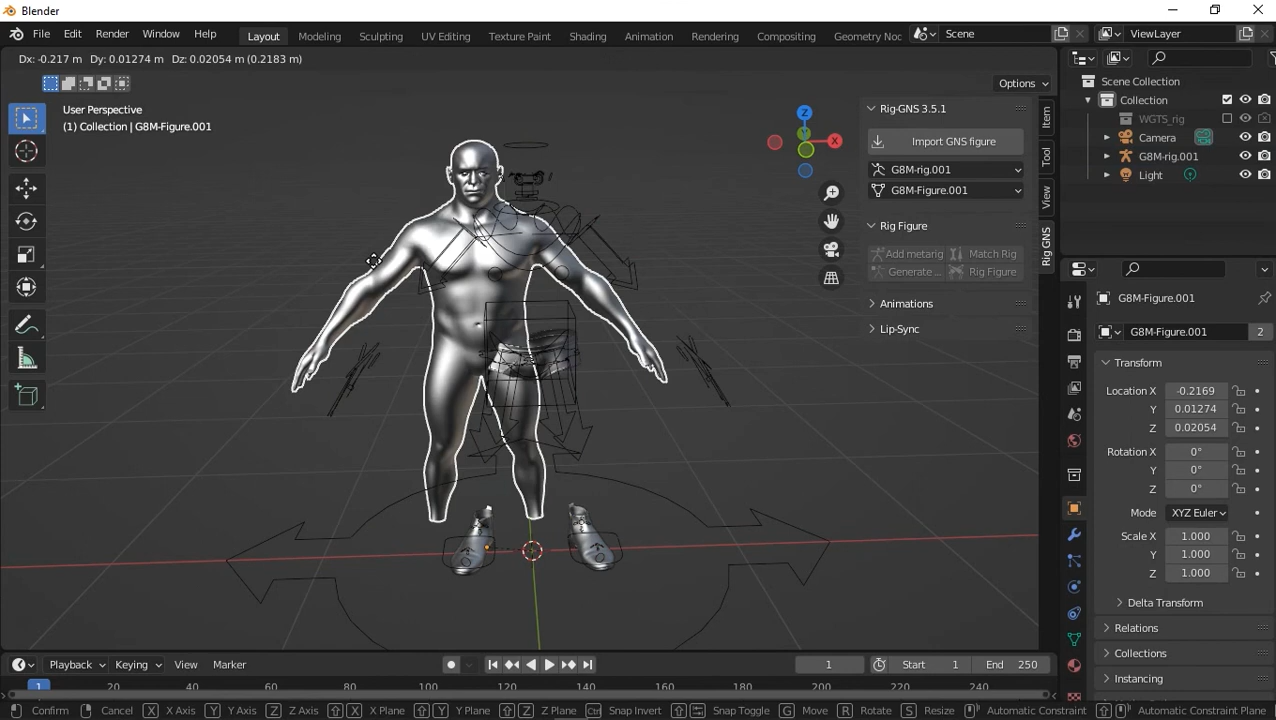 Blender
File Edit Render Window Help Layout Modeling Sculpting UV Editing Texture Paint Shading Animation Rendering Compositing Geometry Noc Scene ViewLayer
Dx: -0.217 m Dy: 0.01274 m Dz: 0.02054 m (0.2183 m)
Options
User Perspective
(1) Collection | G8M-Figure.001
Z
X
Rig-GNS 3.5.1
Import GNS figure
G8M-rig.001
G8M-Figure.001
Rig Figure
Add metarig Match Rig
Generate ... Rig Figure
Animations
Lip-Sync
Item
Tool
View
Rig GNS
Scene Collection
Collection
WGTS_rig
Camera
G8M-rig.001
Light
G8M-Figure.001
G8M-Figure.001 2
Transform
Location X -0.2169
Y 0.01274
Z 0.02054
Rotation X 0°
Y 0°
Z 0°
Mode XYZ Euler
Scale X 1.000
Y 1.000
Z 1.000
Delta Transform
Relations
Collections
Instancing
Playback Keying View Marker 1 Start 1 End 250
1 20 40 60 80 100 120 140 160 180 200 220 240
Confirm Cancel X X Axis Y Y Axis Z Z Axis X X Plane Y Y Plane Z Z Plane Ctrl Snap Invert Snap Toggle G Move R Rotate S Resize Automatic Constraint Automatic Constraint Plane